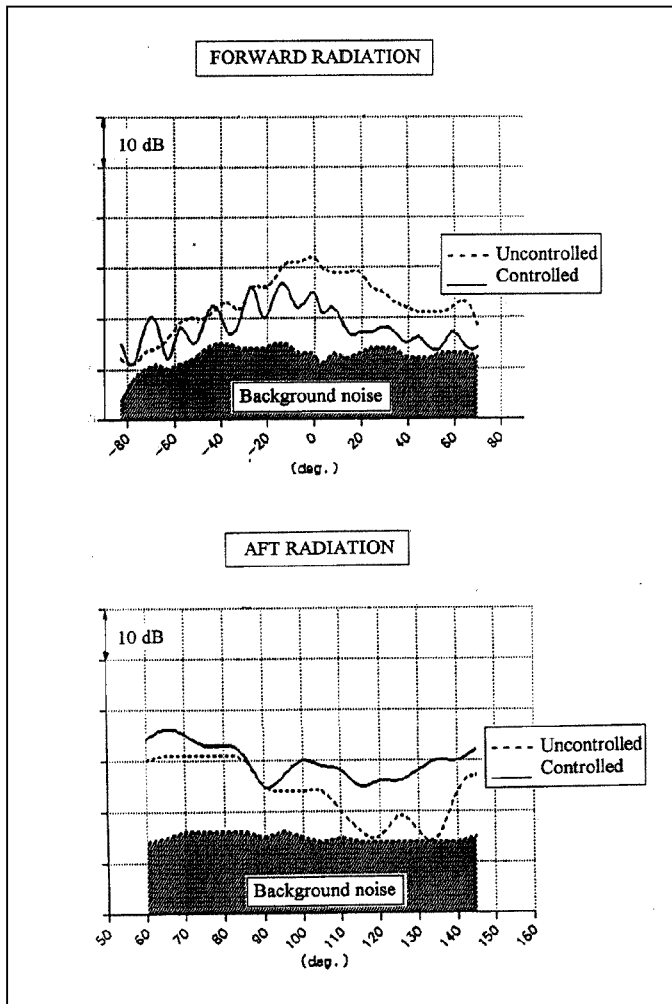 FORWARD RADIATION
10 dB
Uncontrolled
Controlled
Background noise
-80 -60 -40 -20 0 20 40 60 80
(deg.)
AFT RADIATION
10 dB
Uncontrolled
Controlled
Background noise
50 60 70 80 90 100 110 120 130 140 150 160
(deg.)